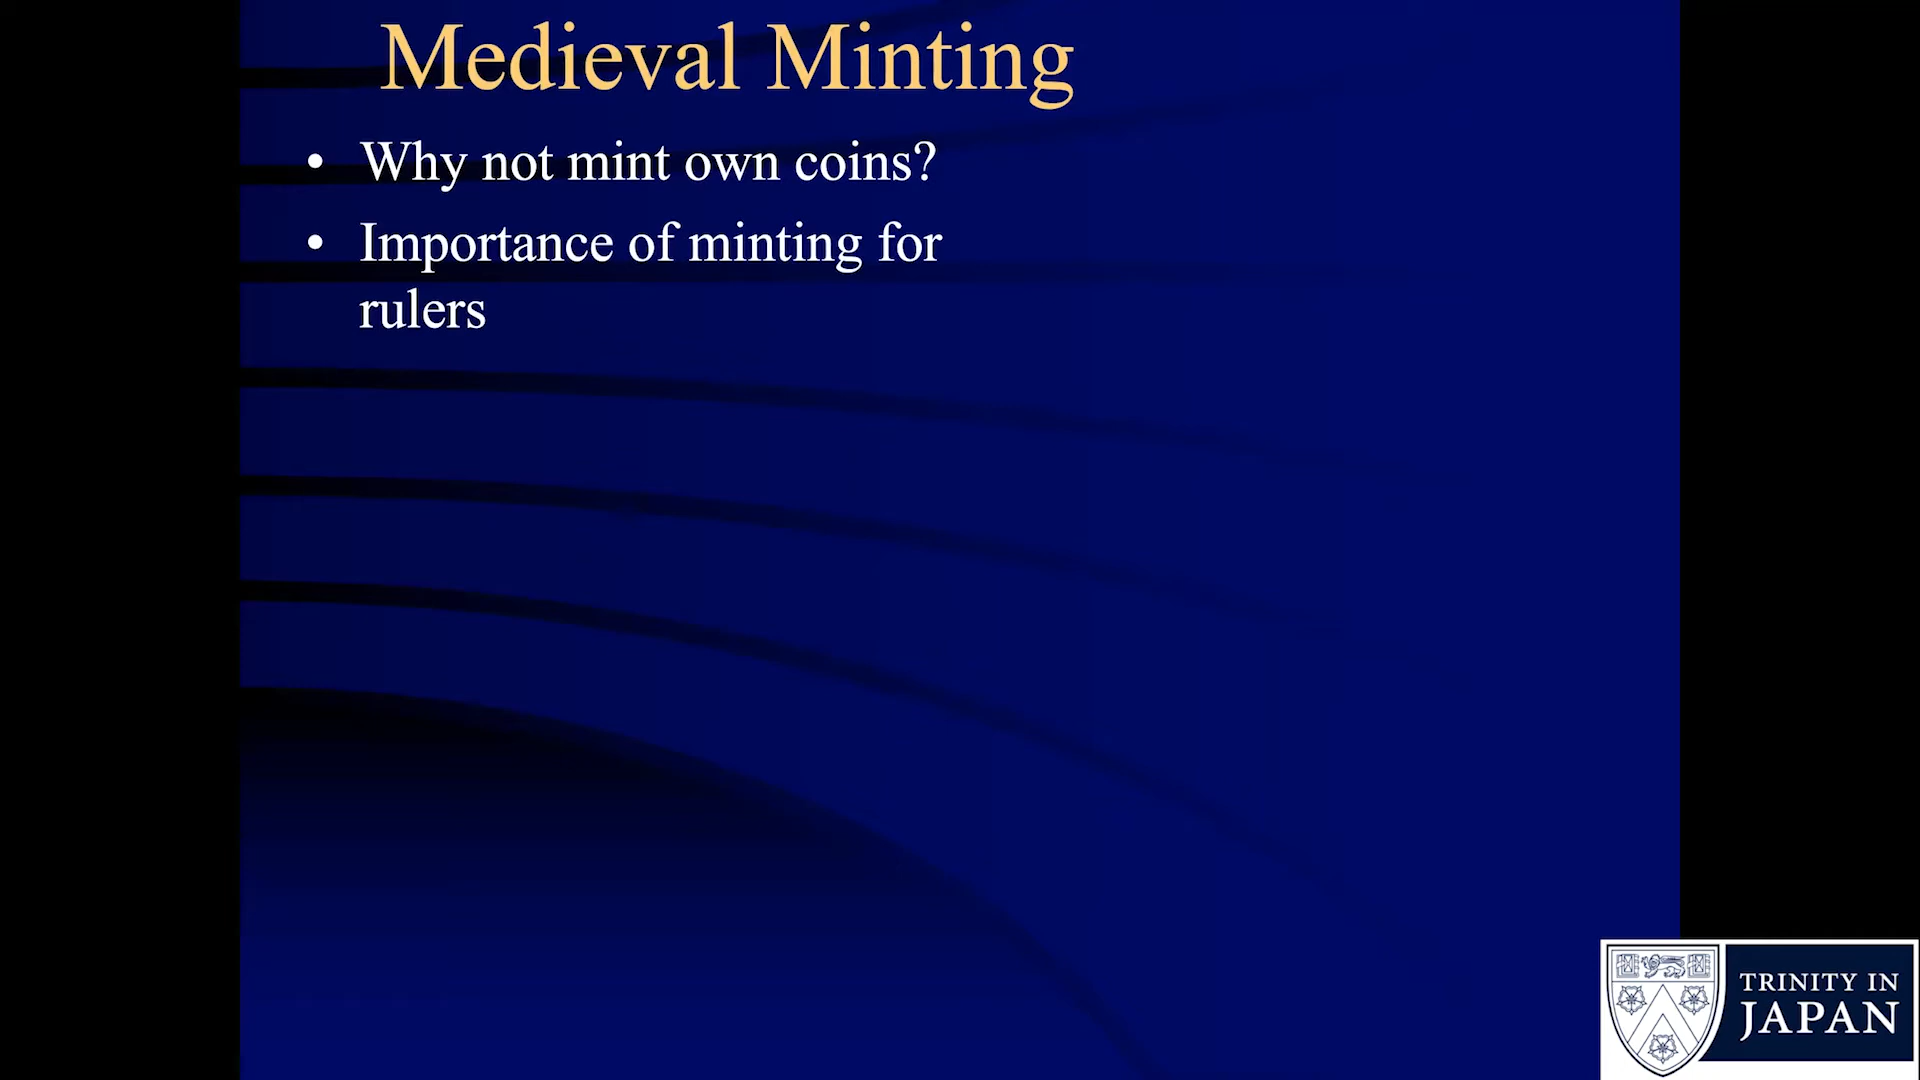 Medieval Minting
• Why not mint own coins?
• Importance of minting for
rulers
TRINITY IN
JAPAN